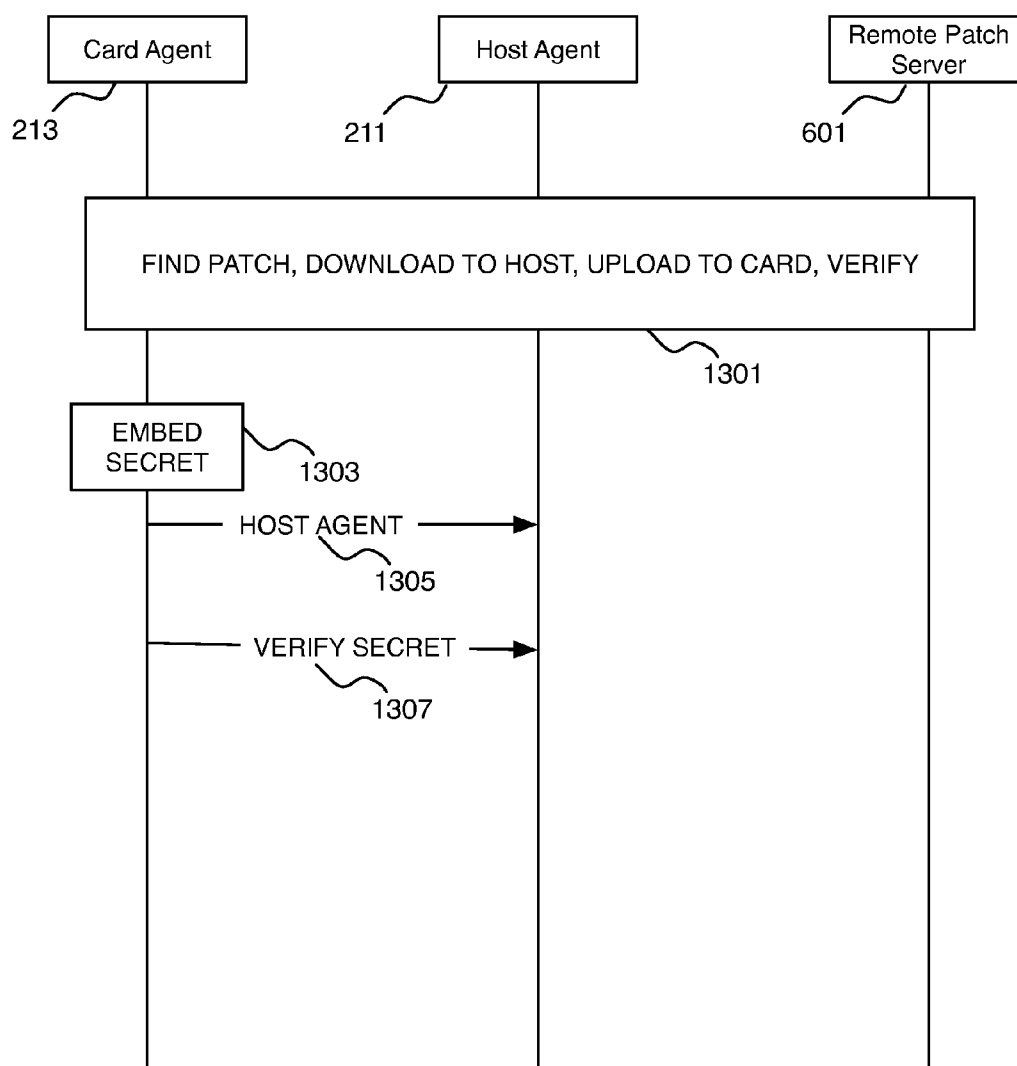 Card Agent
Host Agent
Remote Patch
Server
213
211
601
FIND PATCH, DOWNLOAD TO HOST, UPLOAD TO CARD, VERIFY
1301
EMBED
SECRET
1303
HOST AGENT
1305
VERIFY SECRET
1307